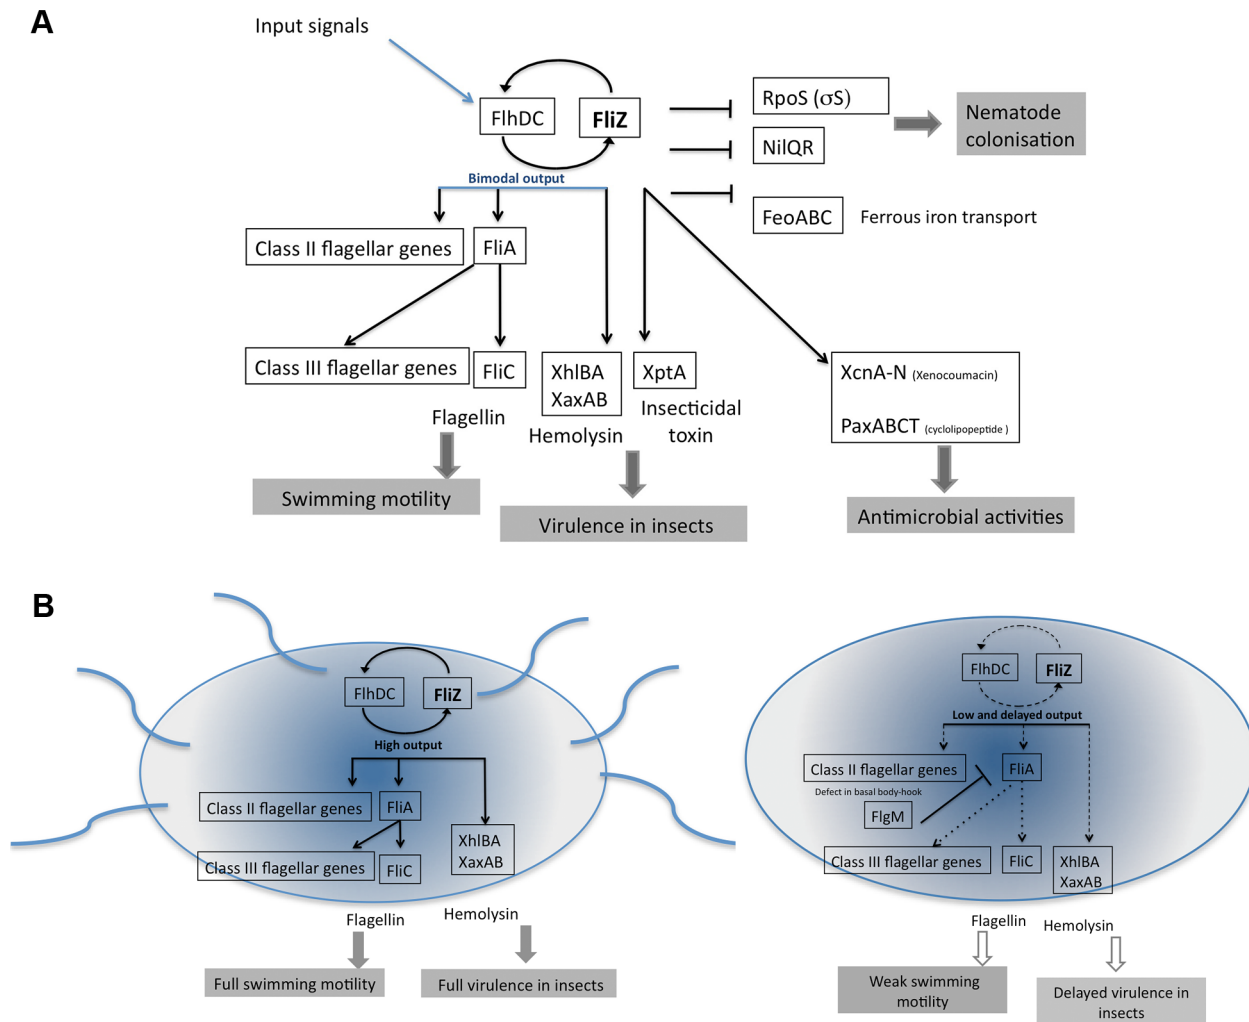 A
Input signals
FlhDC
FliZ
Bimodal output
RpoS (σS)
NilQR
Nematode
colonisation
FeoABC
Ferrous iron transport
Class II flagellar genes
FliA
Class III flagellar genes
FliC
XhlBA
XaxAB
XptA
XcnA-N (Xenocoumacin)
PaxABCT (cyclolipopeptide )
Flagellin
Hemolysin
Insecticidal
toxin
Swimming motility
Virulence in insects
Antimicrobial activities
B
FlhDC
FliZ
High output
Class II flagellar genes
FliA
Class III flagellar genes
FliC
XhlBA
XaxAB
Flagellin
Hemolysin
Full swimming motility
Full virulence in insects
FlhDC
FliZ
Low and delayed output
Class II flagellar genes
FliA
Defect in basal body-hook
FlgM
Class III flagellar genes
FliC
XhlBA
XaxAB
Flagellin
Hemolysin
Weak swimming
motility
Delayed virulence in
insects